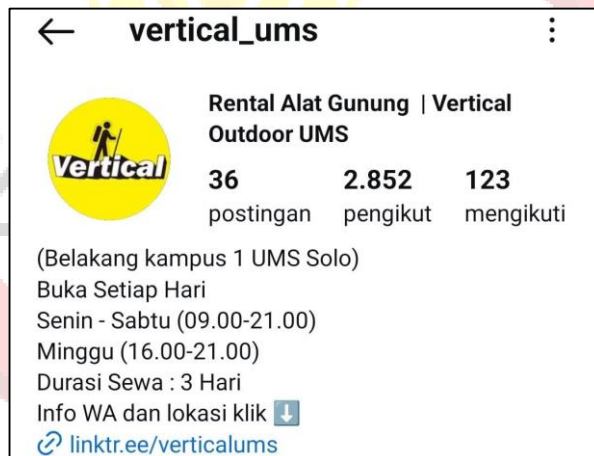 ← vertical_ums
Vertical
Rental Alat Gunung | Vertical
Outdoor UMS
36 2.852 123
postingan pengikut mengikuti
(Belakang kampus 1 UMS Solo)
Buka Setiap Hari
Senin - Sabtu (09.00-21.00)
Minggu (16.00-21.00)
Durasi Sewa : 3 Hari
Info WA dan lokasi klik ⬇️
linktr.ee/verticalums